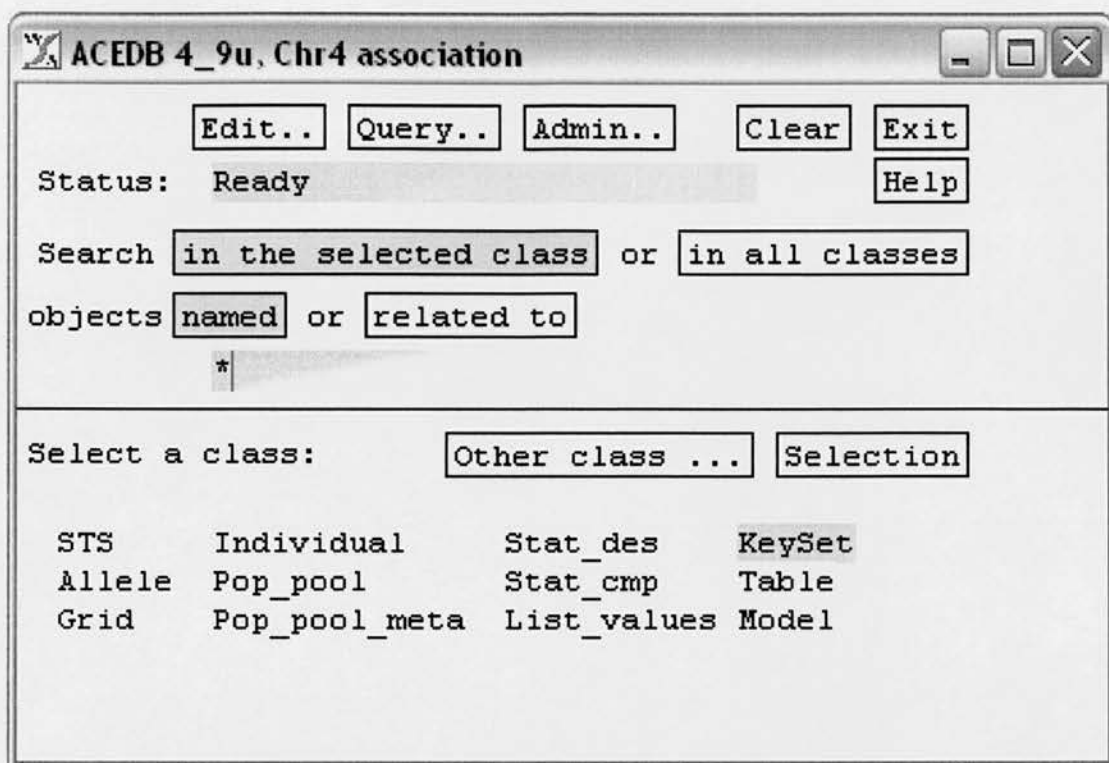 ACEDB 4_9u, Chr4 association
Edit.. Query.. Admin.. Clear Exit
Status: Ready Help
Search in the selected class or in all classes
objects named or related to
*
Select a class: Other class ... Selection
STS Individual Stat_des KeySet
Allele Pop_pool Stat_cmp Table
Grid Pop_pool_meta List_values Model